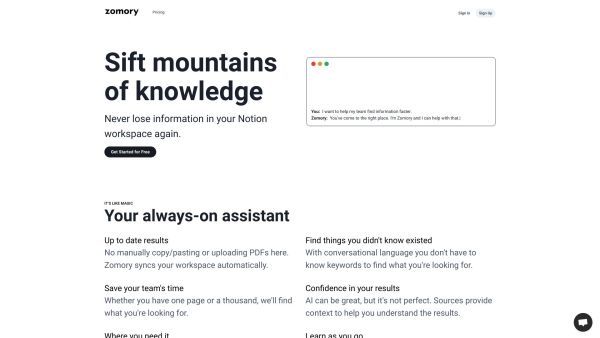 zomory
Pricing
Sign in
Sign Up
Sift mountains
of knowledge
Never lose information in your Notion
workspace again.
Get Started for Free
You: I want to help my team find information faster.
Zomory: You've come to the right place. I'm Zomory and I can help with that.|
IT'S LIKE MAGIC
Your always-on assistant
Up to date results
No manually copy/pasting or uploading PDFs here.
Zomory syncs your workspace automatically.
Find things you didn't know existed
With conversational language you don't have to
know keywords to find what you're looking for.
Save your team's time
Whether you have one page or a thousand, we'll find
what you're looking for.
Confidence in your results
AI can be great, but it's not perfect. Sources provide
context to help you understand the results.
Where you need it
Learn as you go